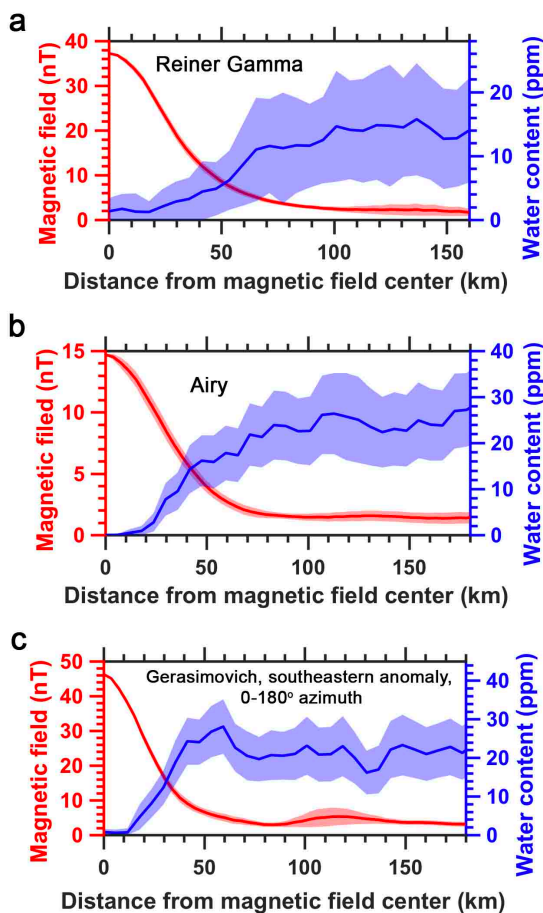 a
Reiner Gamma
Magnetic field (nT)
40
30
20
10
0
Water content (ppm)
20
10
0
0 50 100 150
Distance from magnetic field center (km)
b
Airy
Magnetic filed (nT)
15
10
5
0
Water content (ppm)
40
30
20
10
0
0 50 100 150
Distance from magnetic field center (km)
c
Gerasimovich, southeastern anomaly,
0-180º azimuth
Magnetic field (nT)
50
40
30
20
10
0
Water content (ppm)
40
30
20
10
0
0 50 100 150
Distance from magnetic field center (km)